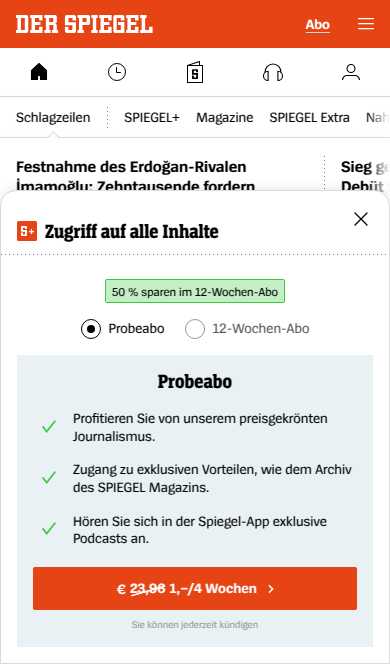 DER SPIEGEL
Abo
Schlagzeilen
SPIEGEL+
Magazine
SPIEGEL Extra
Festnahme des Erdoğan-Rivalen
İmamoğlu: Zehntausende fordern
Sieg
Debüt
S+ Zugriff auf alle Inhalte
50 % sparen im 12-Wochen-Abo
Probeabo
12-Wochen-Abo
Probeabo
Profitieren Sie von unserem preisgekrönten
Journalismus.
Zugang zu exklusiven Vorteilen, wie dem Archiv
des SPIEGEL Magazins.
Hören Sie sich in der Spiegel-App exklusive
Podcasts an.
€ 23,96 1,–/4 Wochen
Sie können jederzeit kündigen